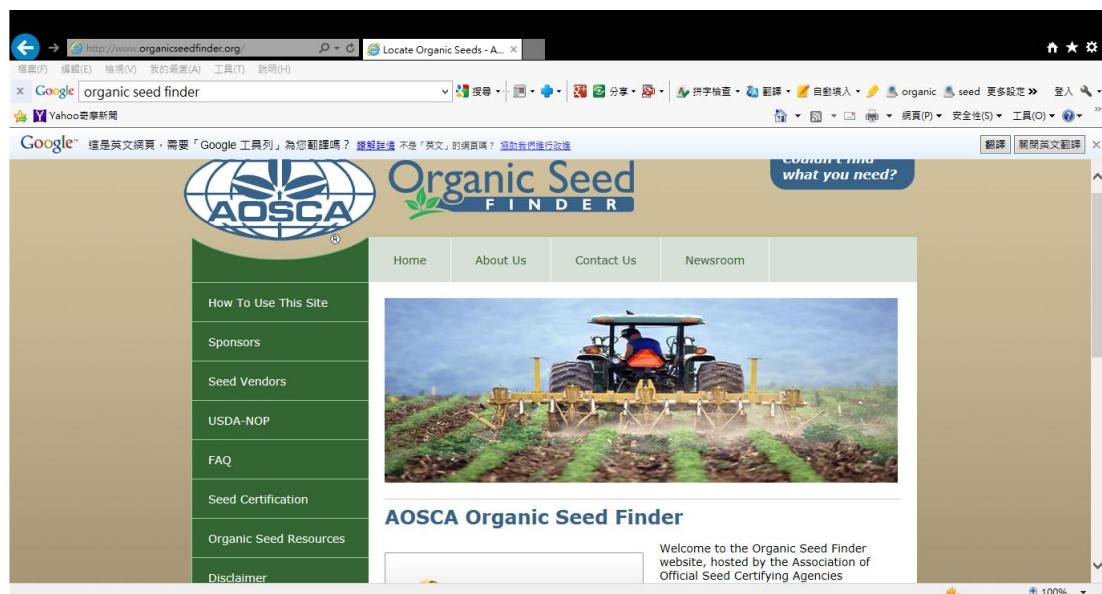 http://www.organicseedfinder.org/
Locate Organic Seeds - A...
檔案(F) 編輯(E) 檢視(V) 我的最愛(A) 工具(T) 說明(H)
Google organic seed finder 搜尋 分享 拼字檢查 翻譯 自動填入 organic seed 更多設定 » 登入
Yahoo奇摩新聞 網頁(P) 安全性(S) 工具(O)
Google™ 這是英文網頁，需要「Google 工具列」為您翻譯嗎？ 瞭解詳情 不是「英文」的網頁嗎？ 協助我們進行改進 翻譯 關閉英文翻譯
AOSCA
®
Organic Seed
FINDER
Couldn't find
what you need?
Home About Us Contact Us Newsroom
How To Use This Site
Sponsors
Seed Vendors
USDA-NOP
FAQ
Seed Certification
Organic Seed Resources
Disclaimer
AOSCA Organic Seed Finder
Welcome to the Organic Seed Finder
website, hosted by the Association of
Official Seed Certifying Agencies
100%